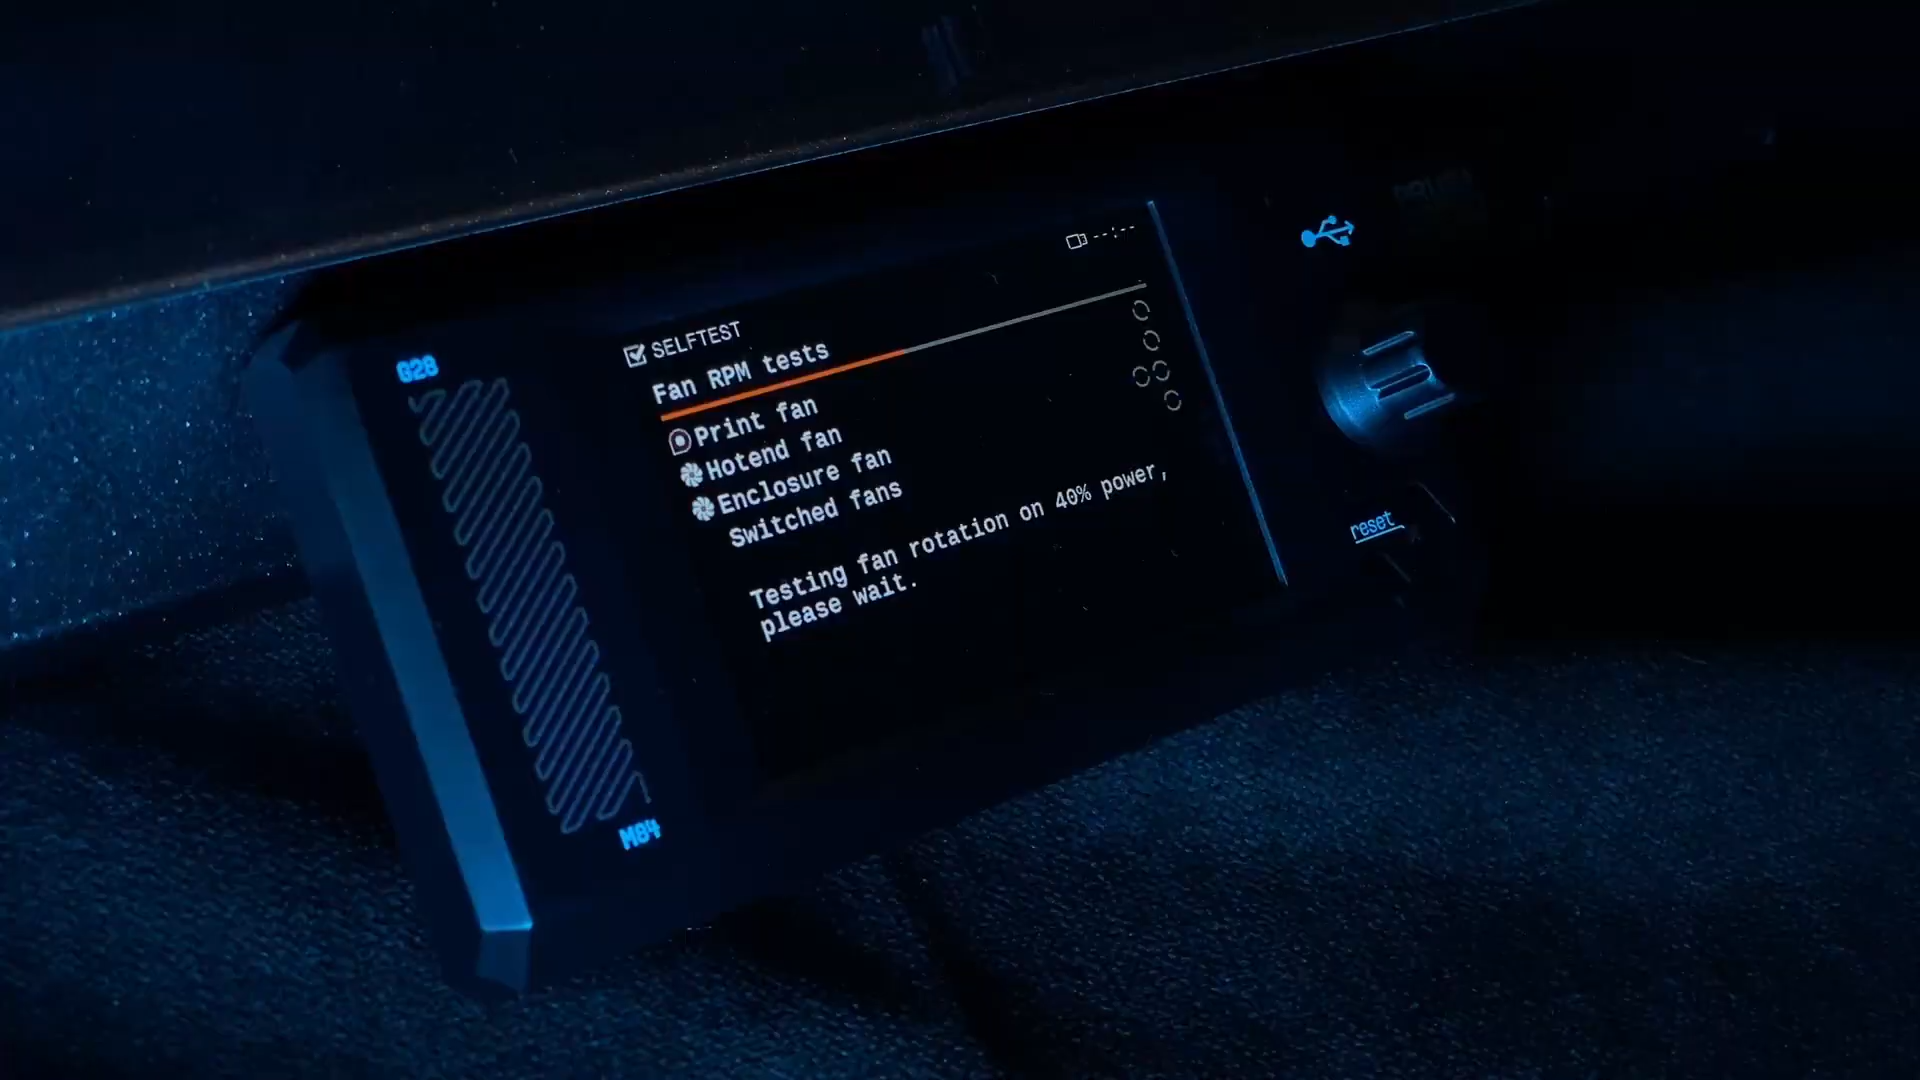 --:--
SELFTEST
Fan RPM tests
Print fan
Hotend fan
Enclosure fan
Switched fans
Testing fan rotation on 40% power,
please wait.
G28
M84
reset